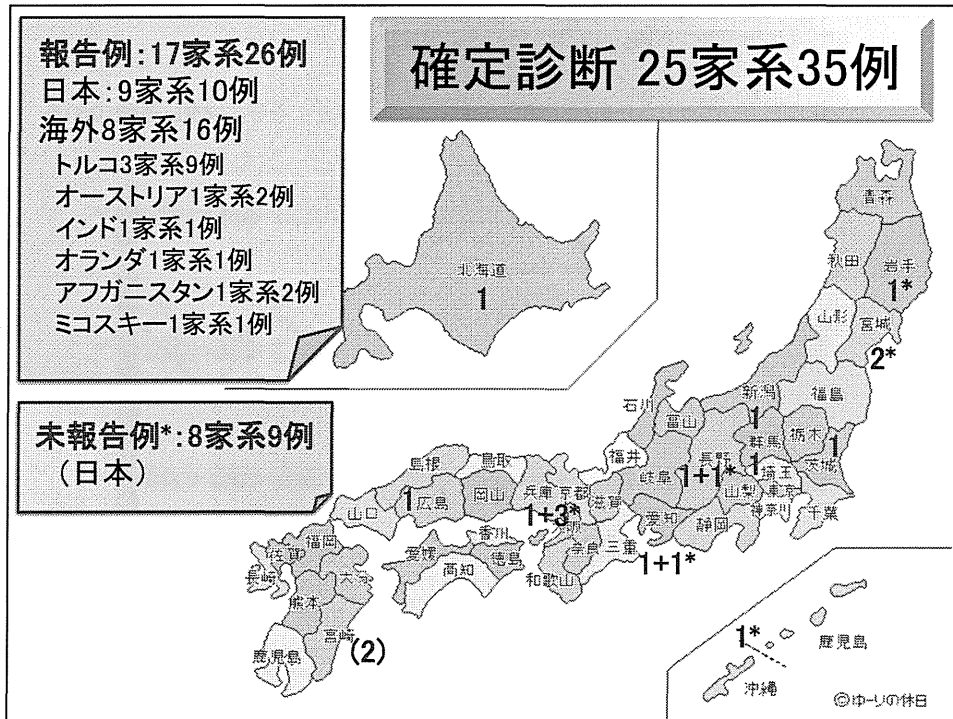 確定診断 25家系35例
報告例:17家系26例
日本:9家系10例
海外8家系16例
トルコ3家系9例
オーストリア1家系2例
インド1家系1例
オランダ1家系1例
アフガニスタン1家系2例
ミコスキー1家系1例
未報告例*:8家系9例
(日本)
北海道
1
青森
秋田
岩手
1*
山形
宮城
2*
福島
新潟
1
石川
富山
群馬
1
栃木
茨城
1
福井
岐阜
長野
1+1*
埼玉
山梨
東京
神奈川
千葉
愛知
静岡
島根
鳥取
広島
1
岡山
兵庫
京都
1+3*
滋賀
山口
香川
奈良
三重
1+1*
愛媛
徳島
高知
和歌山
福岡
佐賀
長崎
熊本
宮崎
(2)
鹿児島
1*
鹿児島
沖縄
©ゆーりの休日